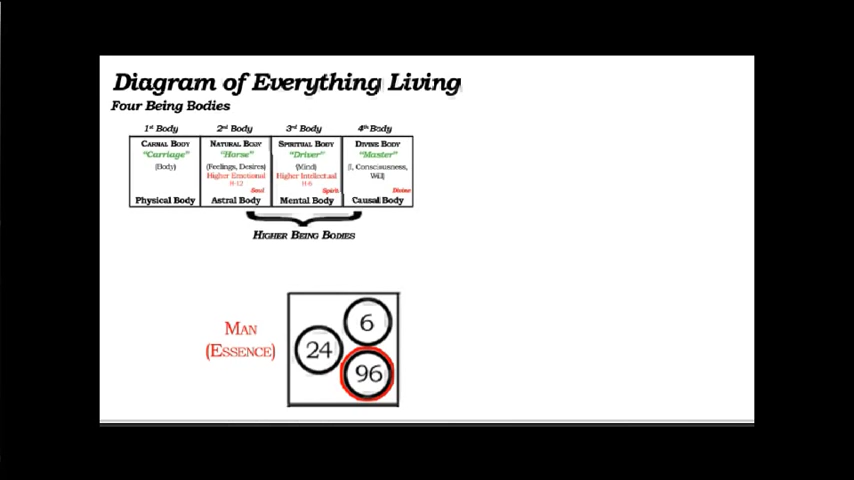 Diagram of Everything Living
Four Being Bodies
1st Body 2nd Body 3rd Body 4th Body
Carnal Body Natural Body Spiritual Body Divine Body
"Carriage" "Horse" "Driver" "Master"
(Body) (Feelings, Desires) (Mind) (I, Consciousness,
Will)
Higher Emotional Higher Intellectual
H-12 H-6
Soul Spirit Divine
Physical Body Astral Body Mental Body Causal Body
Higher Being Bodies
Man
(Essence)
6
24
96